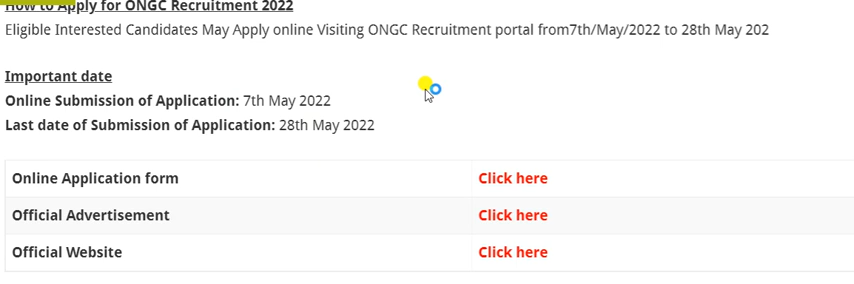 How to Apply for ONGC Recruitment 2022
Eligible Interested Candidates May Apply online Visiting ONGC Recruitment portal from7th/May/2022 to 28th May 202
Important date
Online Submission of Application: 7th May 2022
Last date of Submission of Application: 28th May 2022
Online Application form Click here
Official Advertisement Click here
Official Website Click here